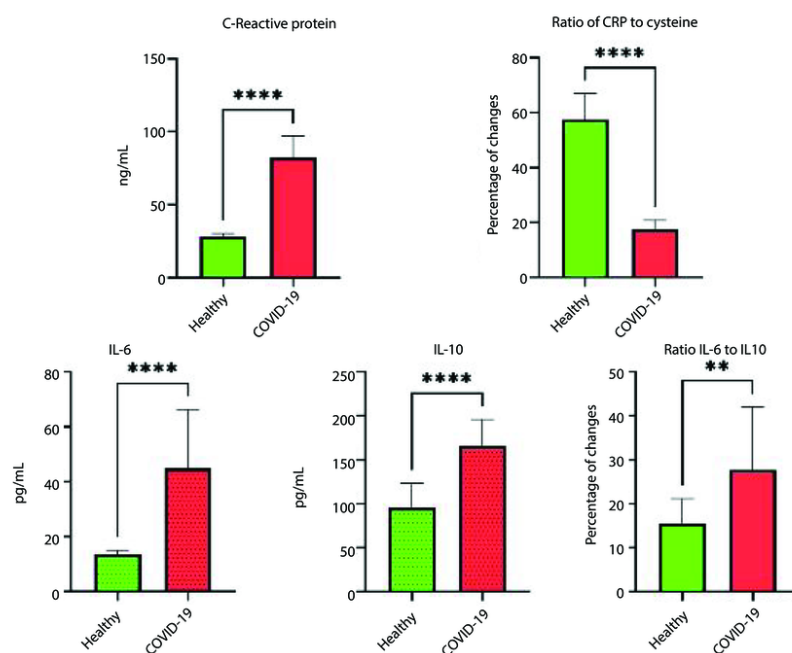 C-Reactive protein
150
100
50
0
ng/mL
****
Healthy
COVID-19
Ratio of CRP to cysteine
80
60
40
20
0
Percentage of changes
****
Healthy
COVID-19
IL-6
80
60
40
20
0
pg/mL
****
Healthy
COVID-19
IL-10
250
200
150
100
50
0
pg/mL
****
Healthy
COVID-19
Ratio IL-6 to IL10
50
40
30
20
10
0
Percentage of changes
**
Healthy
COVID-19